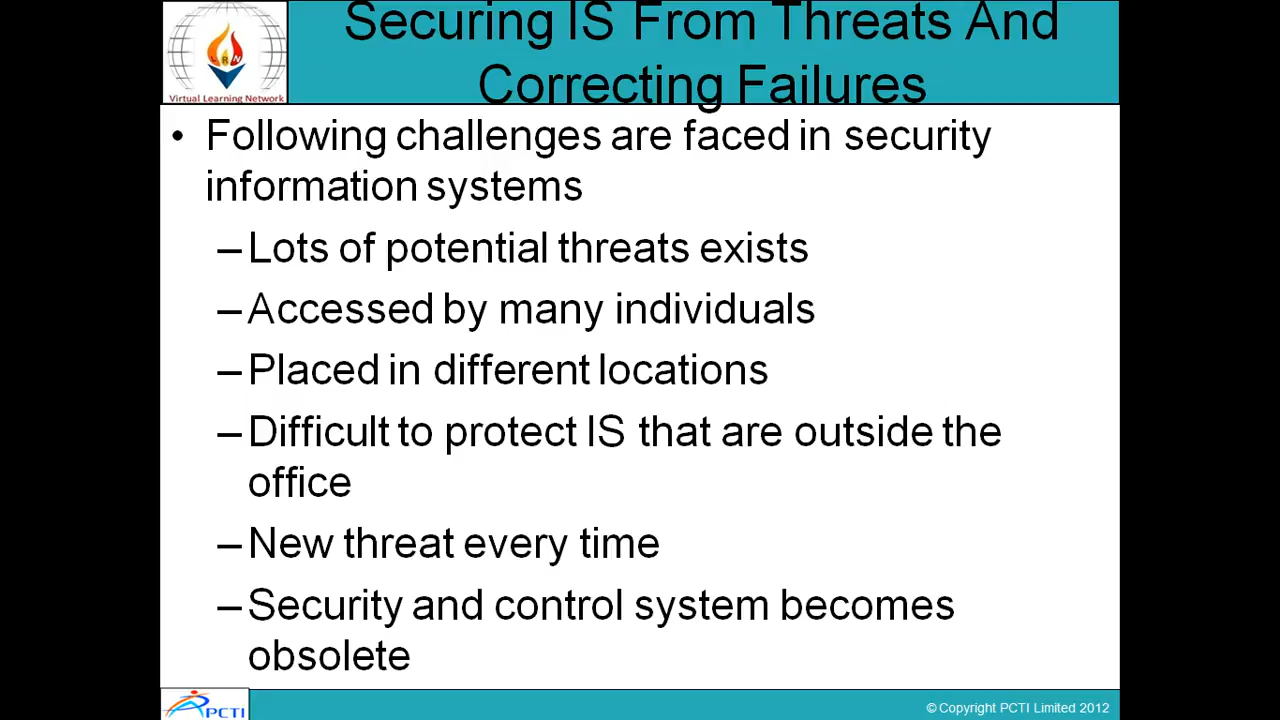 Securing IS From Threats And
Correcting Failures
VLRN
Virtual Learning Network
• Following challenges are faced in security
information systems
–Lots of potential threats exists
–Accessed by many individuals
–Placed in different locations
–Difficult to protect IS that are outside the
office
–New threat every time
–Security and control system becomes
obsolete
PCTI
© Copyright PCTI Limited 2012